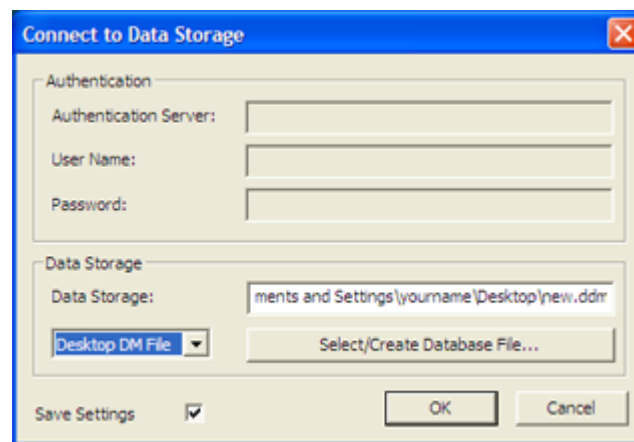 Connect to Data Storage
Authentication
Authentication Server:
User Name:
Password:
Data Storage
Data Storage: ments and Settings\yourname\Desktop\new.ddm
Desktop DM File Select/Create Database File...
Save Settings OK Cancel